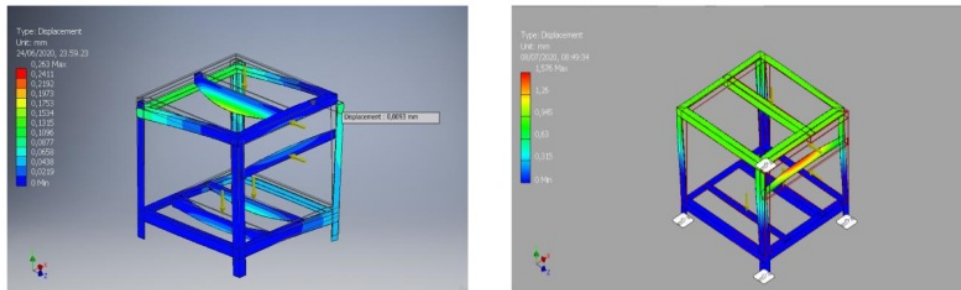 Type: Displacement
Unit: mm
24/06/2020, 23:59:23
0,263 Max
0,2411
0,2192
0,1973
0,1753
0,1534
0,1315
0,1096
0,0877
0,0658
0,0438
0,0219
0 Min
Displacement : 0,0093 mm
Type: Displacement
Unit: mm
08/07/2020, 08:49:54
1,576 Max
1,26
0,945
0,63
0,315
0 Min